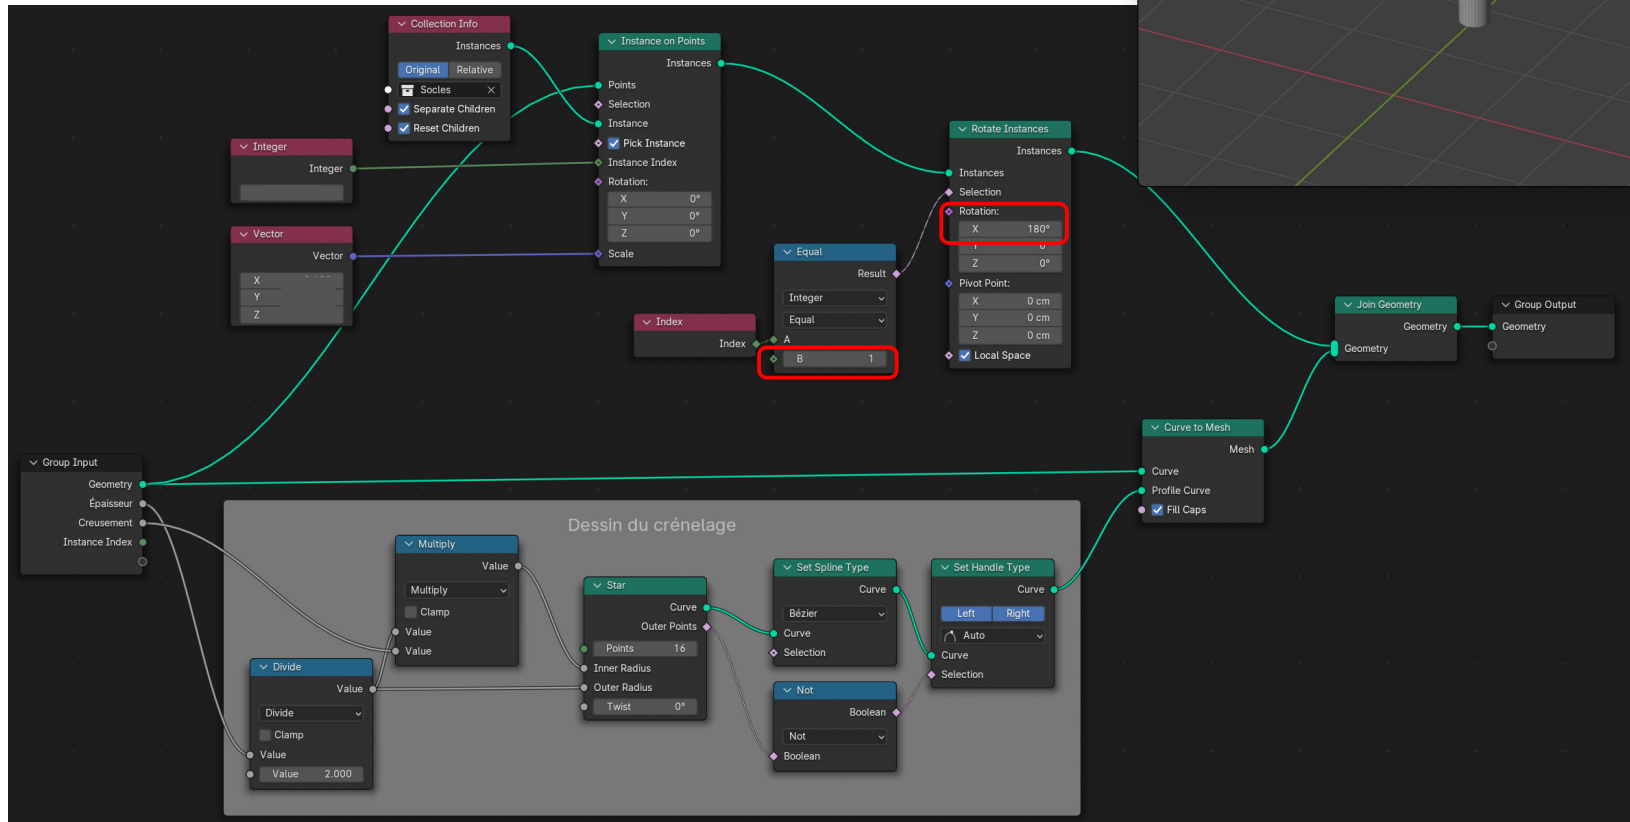 Collection Info
Instances
Original Relative
Socles
Separate Children
Reset Children
Instance on Points
Instances
Points
Selection
Instance
Pick Instance
Instance Index
Rotation:
X 0°
Y 0°
Z 0°
Scale
Integer
Integer
Vector
Vector
X
Y
Z
Rotate Instances
Instances
Instances
Selection
Rotation:
X 180°
Z 0°
Pivot Point:
X 0 cm
Y 0 cm
Z 0 cm
Local Space
Equal
Result
Integer
Equal
A
B 1
Index
Index
Join Geometry
Geometry
Geometry
Group Output
Geometry
Curve to Mesh
Mesh
Curve
Profile Curve
Fill Caps
Group Input
Geometry
Épaisseur
Creusement
Instance Index
Dessin du crénelage
Multiply
Value
Multiply
Clamp
Value
Value
Divide
Value
Divide
Clamp
Value
Value 2.000
Star
Curve
Outer Points
Points 16
Inner Radius
Outer Radius
Twist 0°
Set Spline Type
Curve
Bézier
Curve
Selection
Not
Boolean
Not
Boolean
Set Handle Type
Curve
Left Right
Auto
Curve
Selection